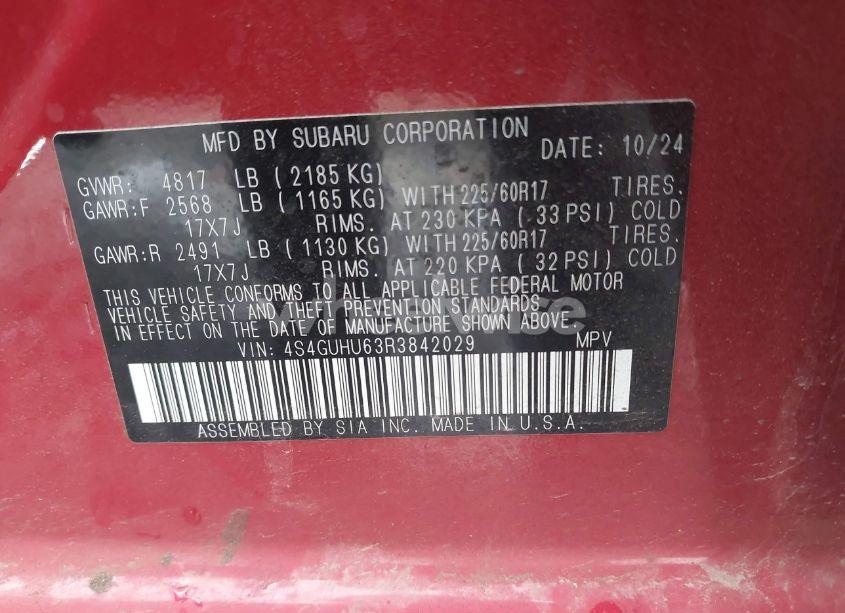 MFD BY SUBARU CORPORATION DATE: 10/24
GVWR: 4817 LB (2185 KG)
GAWR:F 2568 LB (1165 KG) WITH 225/60R17 TIRES.
17X7J RIMS. AT 230 KPA ( 33 PSI) COLD
GAWR:R 2491 LB (1130 KG) WITH 225/60R17 TIRES.
17X7J RIMS. AT 220 KPA ( 32 PSI) COLD
THIS VEHICLE CONFORMS TO ALL APPLICABLE FEDERAL MOTOR
VEHICLE SAFETY AND THEFT PREVENTION STANDARDS
IN EFFECT ON THE DATE OF MANUFACTURE SHOWN ABOVE.
VIN: 4S4GUHU63R3842029 MPV
ASSEMBLED BY SIA INC. MADE IN U.S.A.